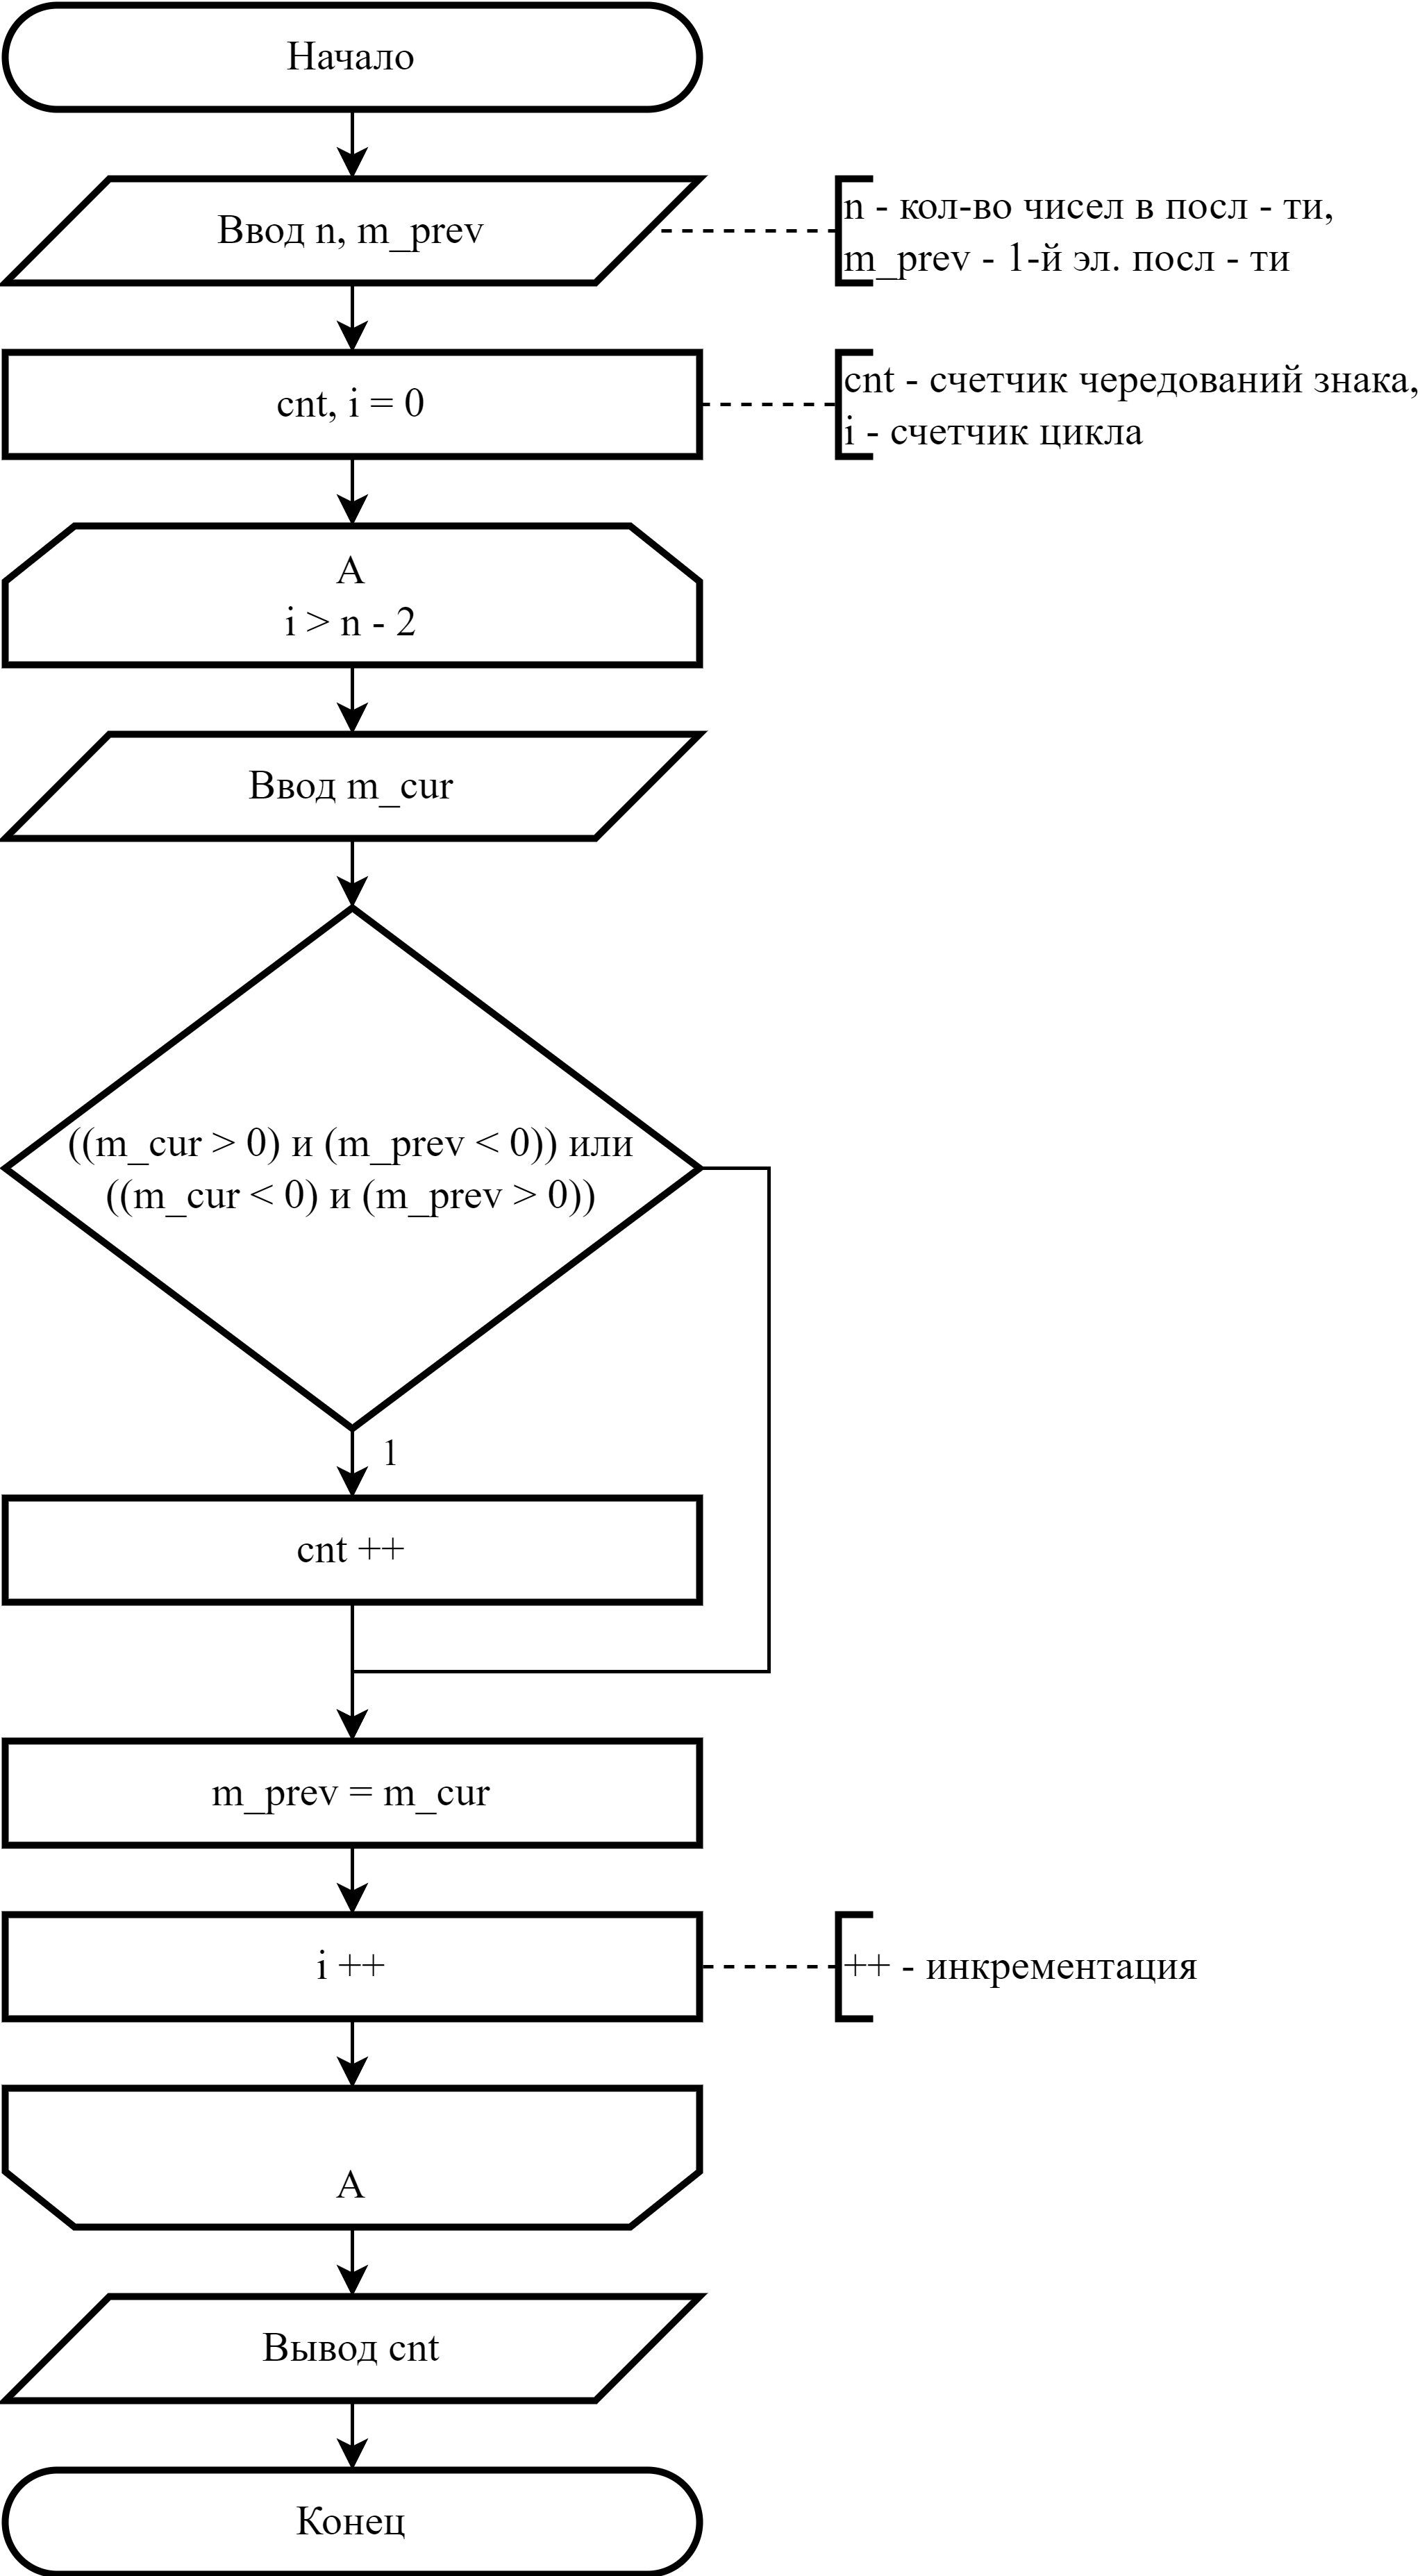 Начало
Ввод n, m_prev
n - кол-во чисел в посл - ти,
m_prev - 1-й эл. посл - ти
cnt, i = 0
cnt - счетчик чередований знака,
i - счетчик цикла
A
i > n - 2
Ввод m_cur
((m_cur > 0) и (m_prev < 0)) или
((m_cur < 0) и (m_prev > 0))
1
cnt ++
m_prev = m_cur
i ++
++ - инкрементация
A
Вывод cnt
Конец